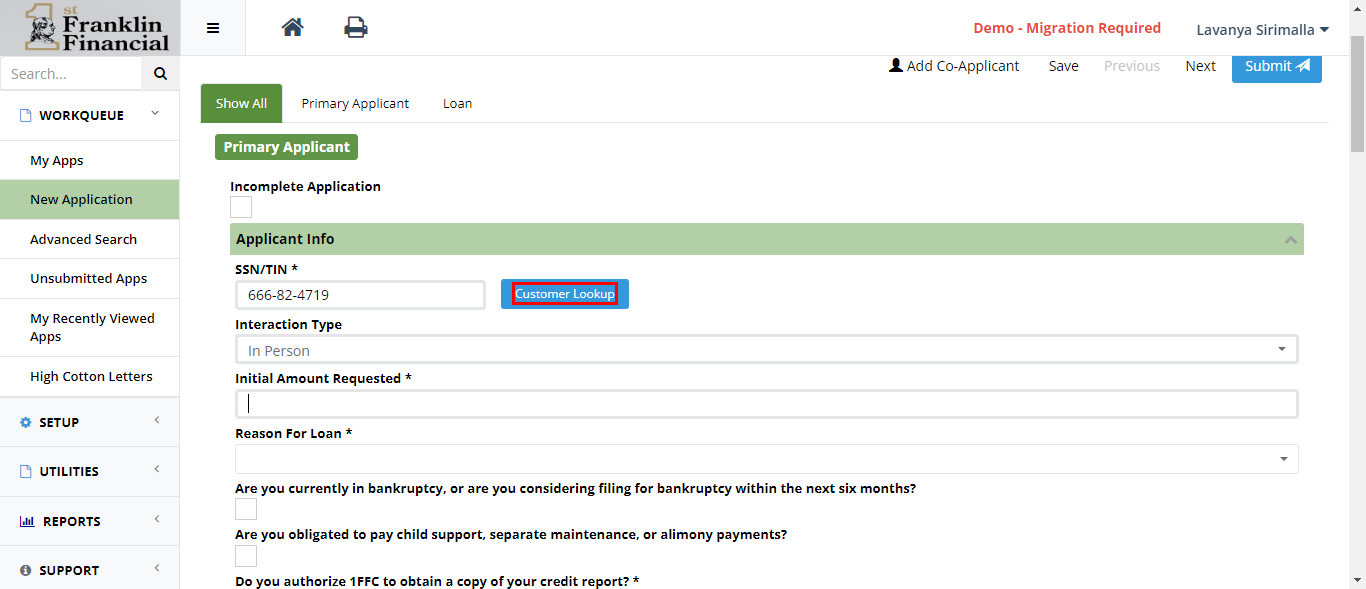 1st
Franklin
Financial
Demo - Migration Required
Lavanya Sirimalla
Search...
Add Co-Applicant
Save
Previous
Next
Submit
WORKQUEUE
My Apps
New Application
Advanced Search
Unsubmitted Apps
My Recently Viewed
Apps
High Cotton Letters
SETUP
UTILITIES
REPORTS
SUPPORT
Show All
Primary Applicant
Loan
Primary Applicant
Incomplete Application
Applicant Info
SSN/TIN *
666-82-4719
Customer Lookup
Interaction Type
In Person
Initial Amount Requested *
Reason For Loan *
Are you currently in bankruptcy, or are you considering filing for bankruptcy within the next six months?
Are you obligated to pay child support, separate maintenance, or alimony payments?
Do you authorize 1FFC to obtain a copy of your credit report? *